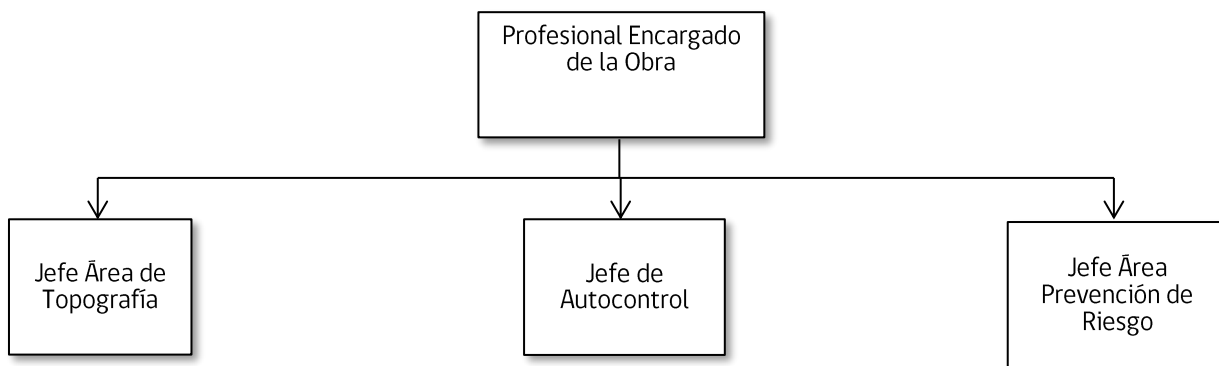 Profesional Encargado
de la Obra
Jefe Área de
Topografía
Jefe de
Autocontrol
Jefe Área
Prevención de
Riesgo